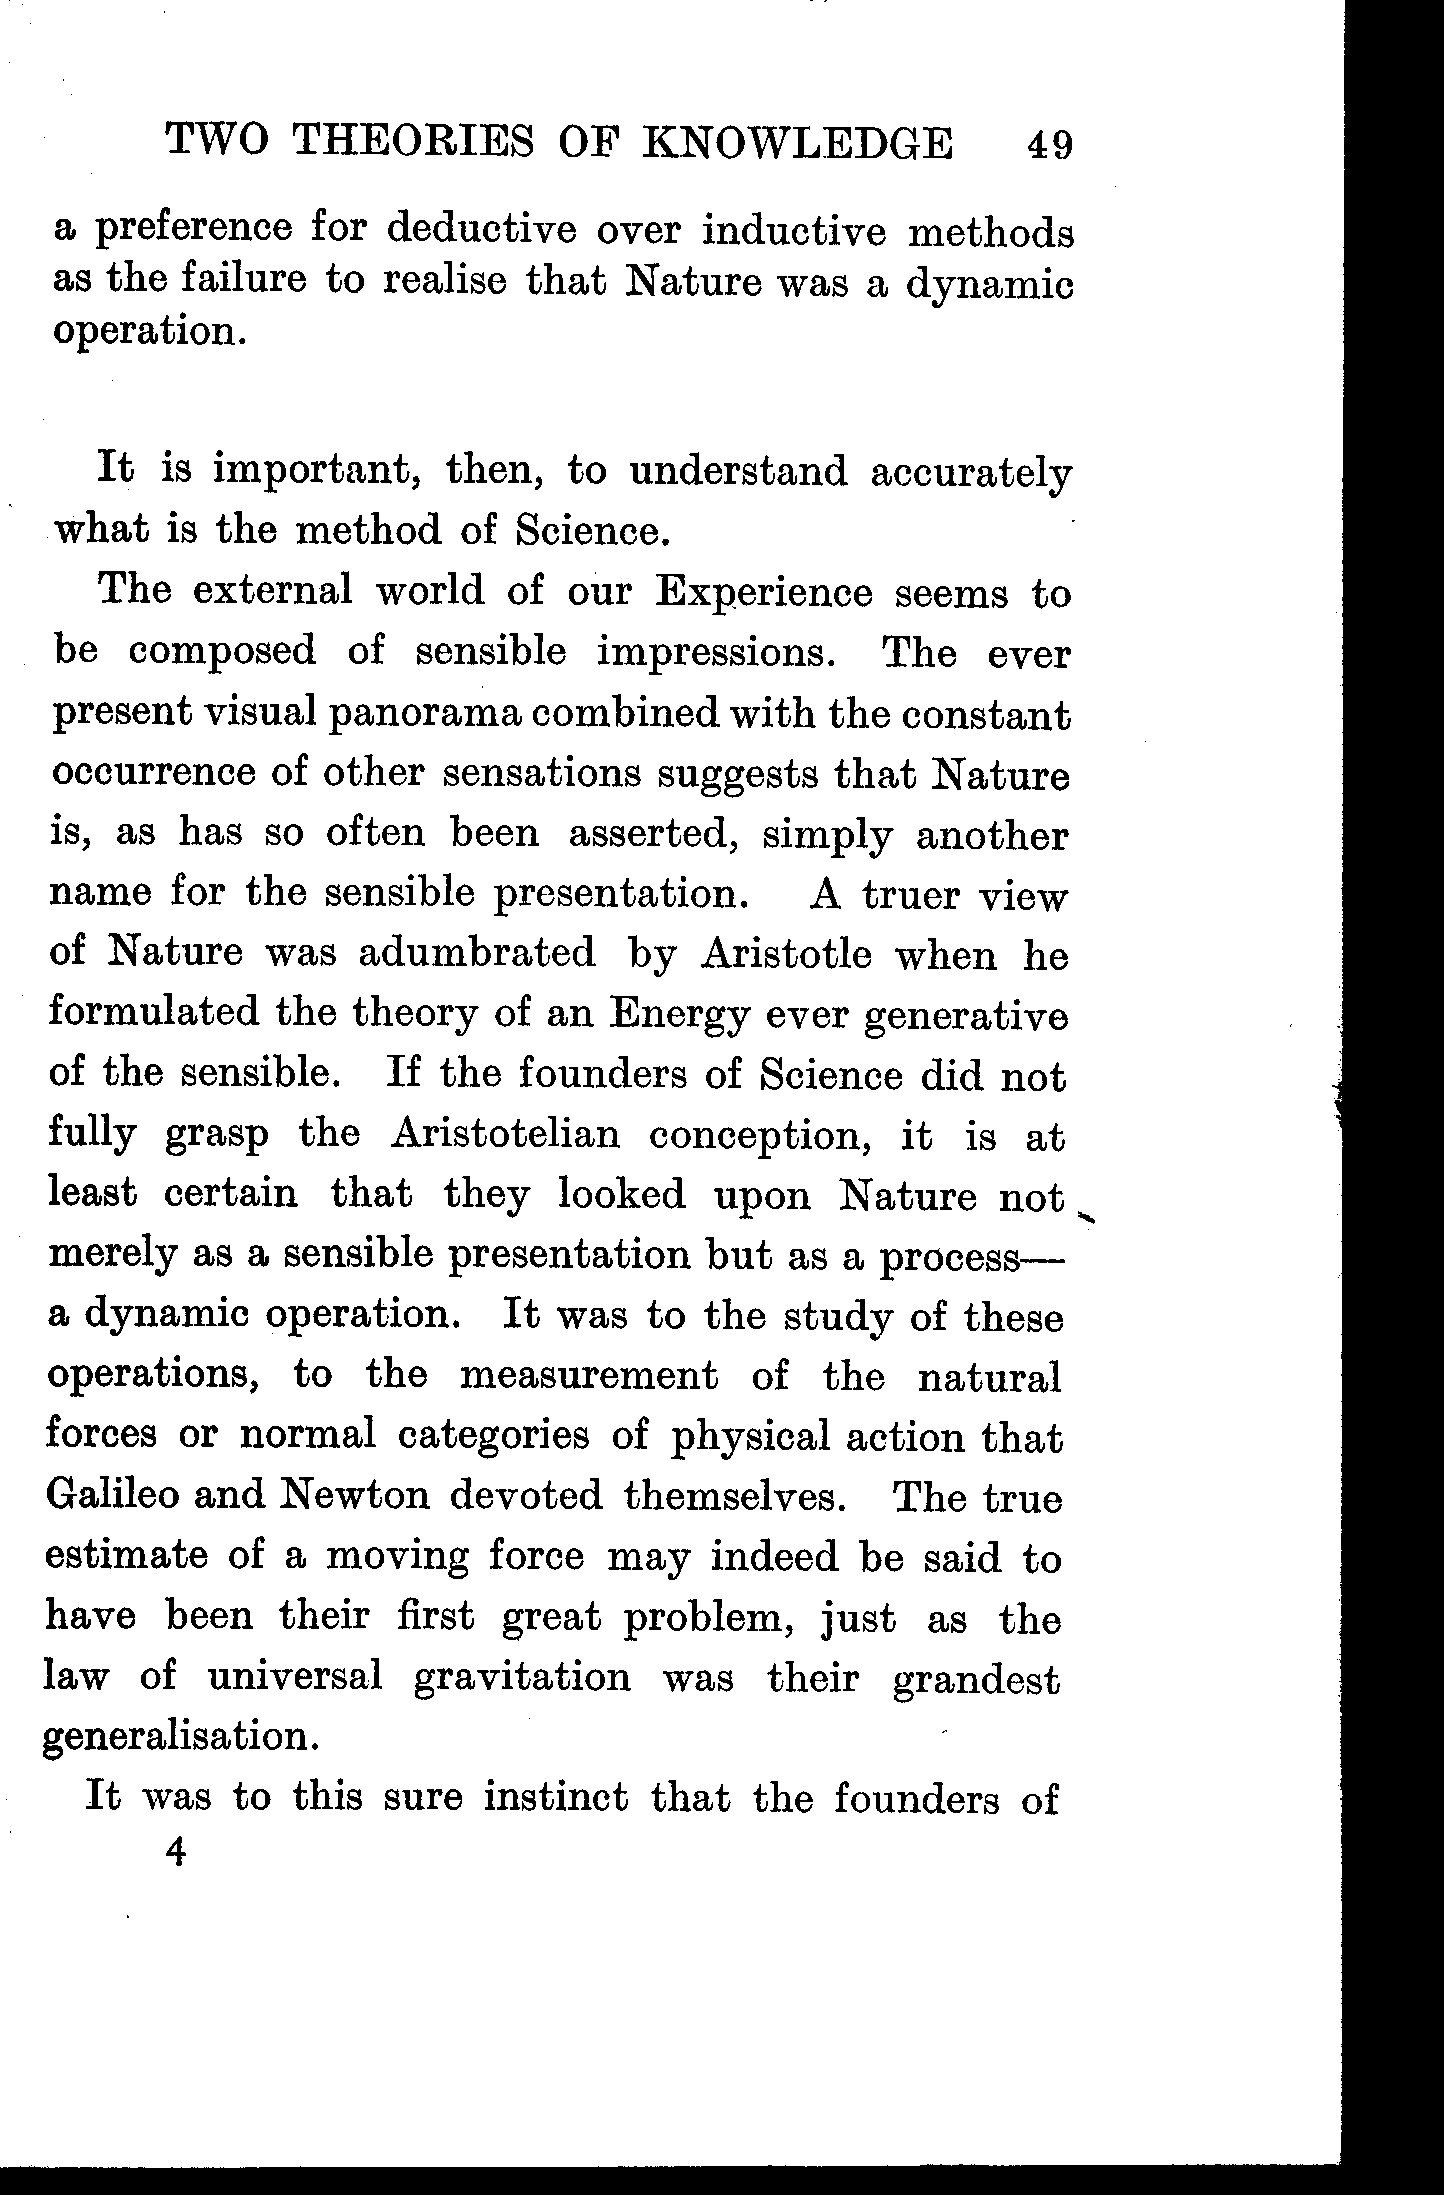 TWO THEORIES OF KNOWLEDGE 49
a preference for deductive over inductive methods
as the failure to realise that Nature was a dynamic
operation.
It is important, then, to understand accurately
what is the method of Science.
The external world of our Experience seems to
be composed of sensible impressions. The ever
present visual panorama combined with the constant
occurrence of other sensations suggests that Nature
is, as has so often been asserted, simply another
name for the sensible presentation. A truer view
of Nature was adumbrated by Aristotle when he
formulated the theory of an Energy ever generative
of the sensible. If the founders of Science did not
fully grasp the Aristotelian conception, it is at
least certain that they looked upon Nature not
merely as a sensible presentation but as a process—
a dynamic operation. It was to the study of these
operations, to the measurement of the natural
forces or normal categories of physical action that
Galileo and Newton devoted themselves. The true
estimate of a moving force may indeed be said to
have been their first great problem, just as the
law of universal gravitation was their grandest
generalisation.
It was to this sure instinct that the founders of
4